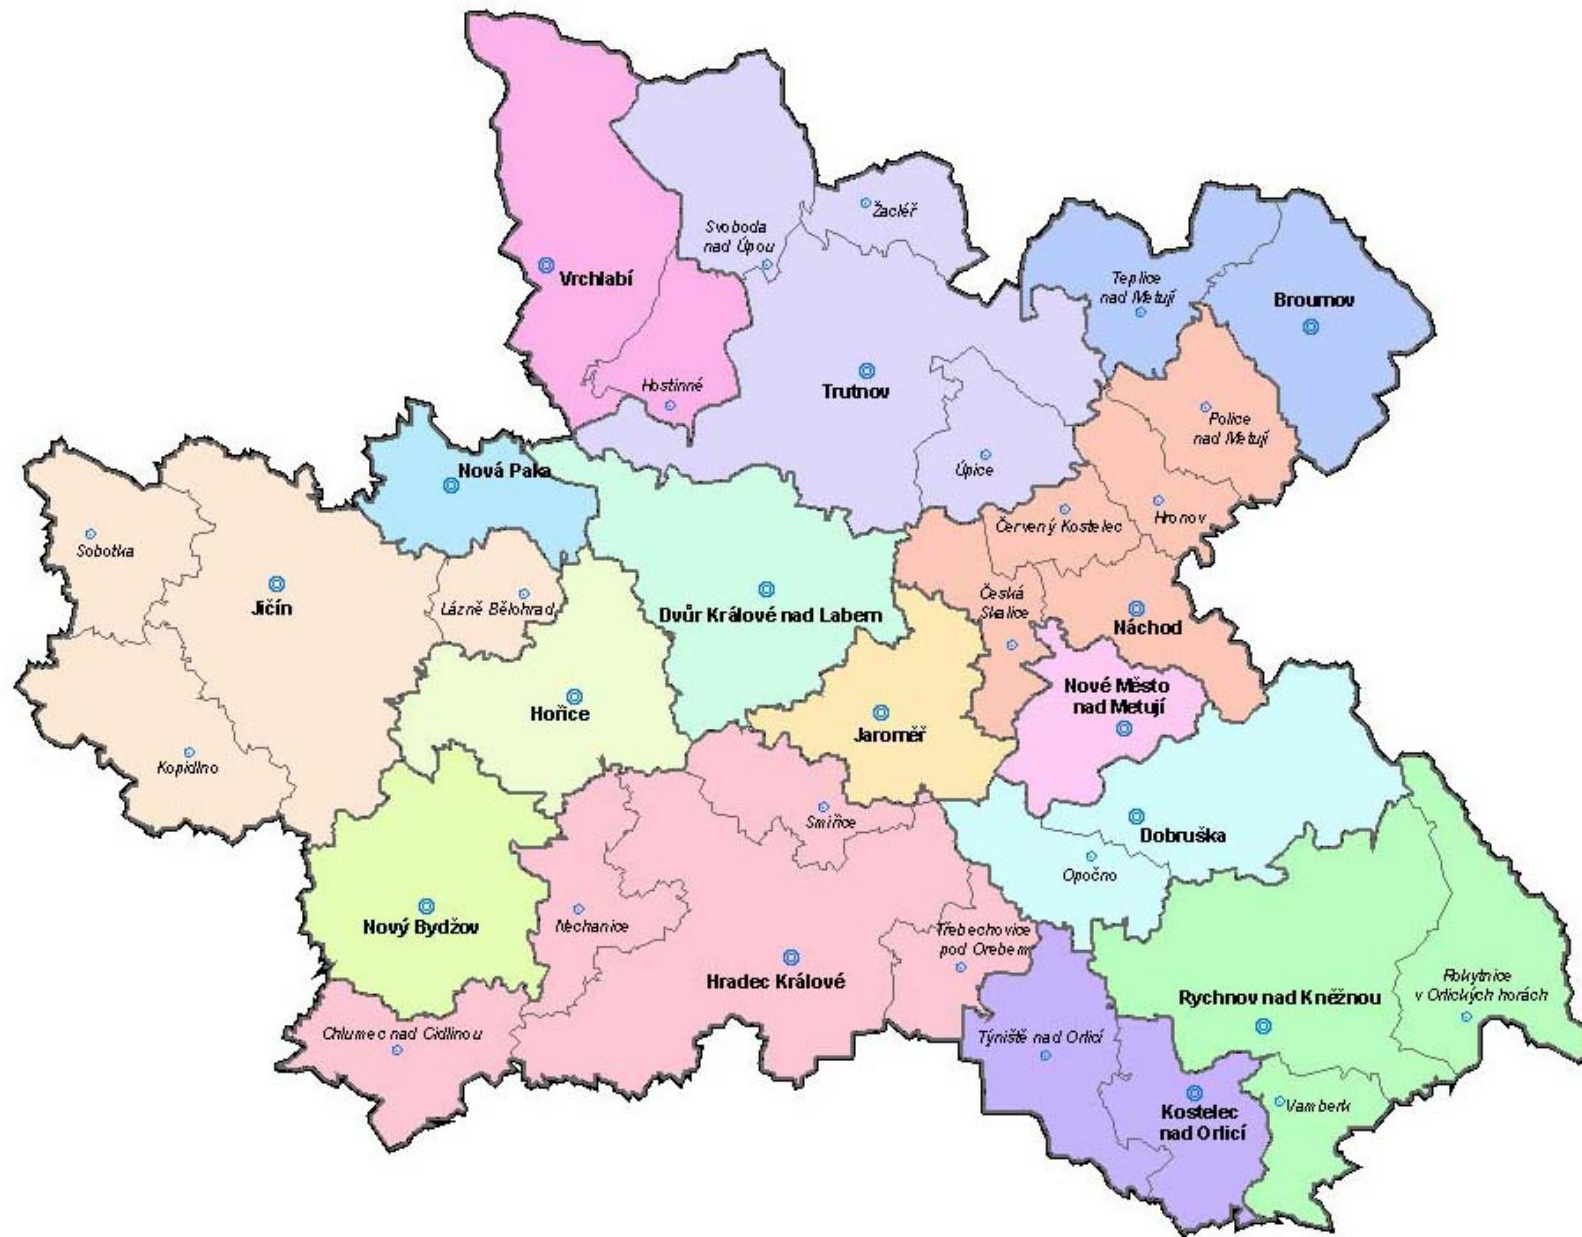 Žacléř
Svoboda
nad Úpou
Vrchlabí
Teplice
nad Metují
Broumov
Hostinné
Trutnov
Police
nad Metují
Nová Paka
Úpice
Sobotka
Červený Kostelec
Hronov
Jičín
Lázně Bělohrad
Dvůr Králové nad Labem
Česká
Skalice
Náchod
Hořice
Nové Město
nad Metují
Jaroměř
Kopidlno
Smiřice
Dobruška
Opočno
Nový Bydžov
Nechanice
Třebechovice
pod Orebem
Hradec Králové
Rychnov nad Kněžnou
Rokytnice
v Orlických horách
Chlumec nad Cidlinou
Týniště nad Orlicí
Kostelec
nad Orlicí
Vamberk